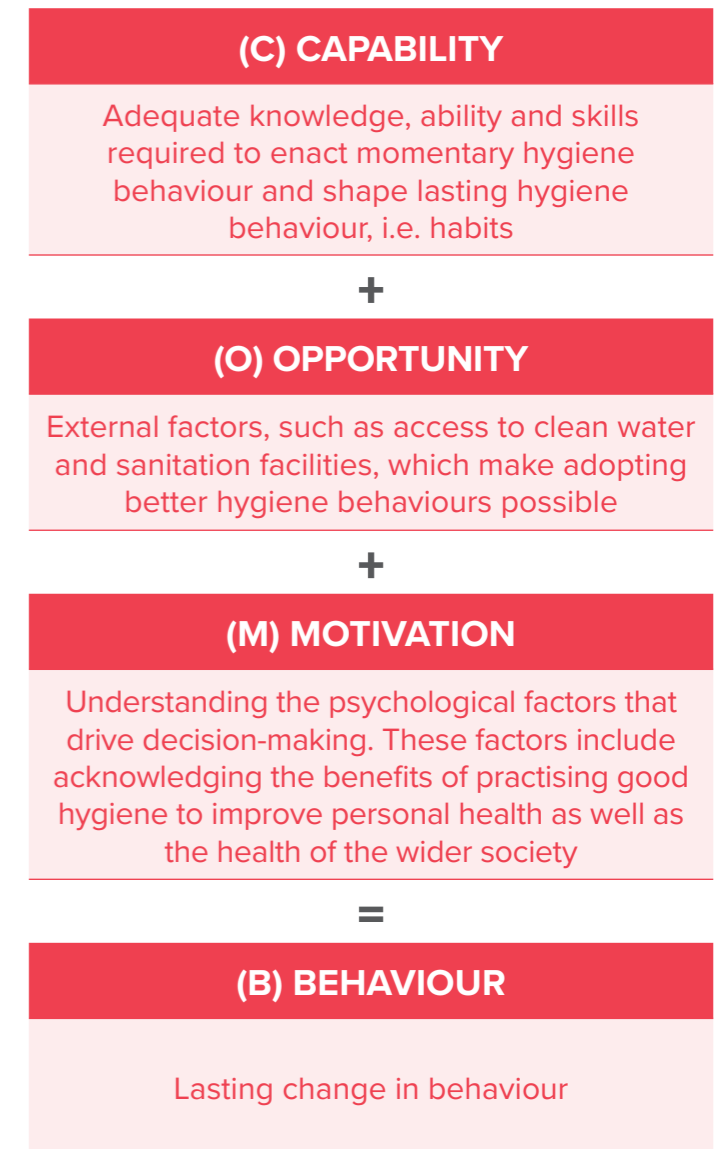 (C) CAPABILITY
Adequate knowledge, ability and skills
required to enact momentary hygiene
behaviour and shape lasting hygiene
behaviour, i.e. habits
+
(O) OPPORTUNITY
External factors, such as access to clean water
and sanitation facilities, which make adopting
better hygiene behaviours possible
+
(M) MOTIVATION
Understanding the psychological factors that
drive decision-making. These factors include
acknowledging the benefits of practising good
hygiene to improve personal health as well as
the health of the wider society
=
(B) BEHAVIOUR
Lasting change in behaviour